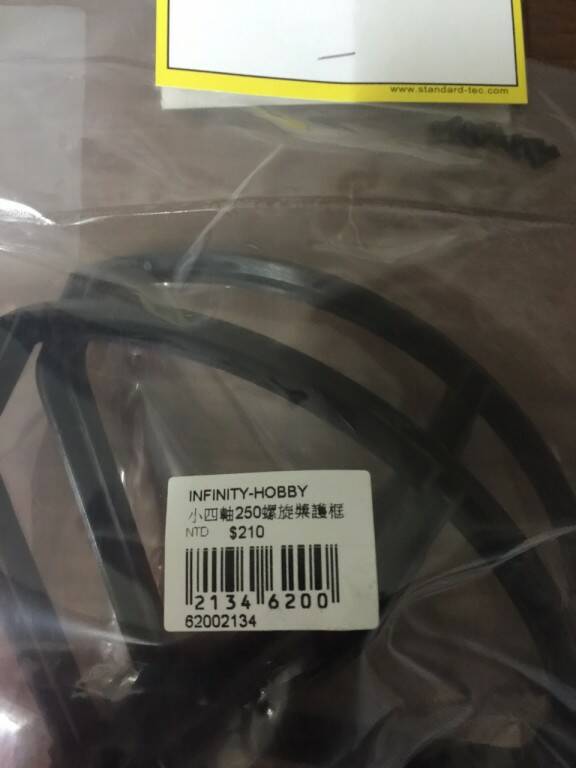 www.standard-tec.com
INFINITY-HOBBY
小四軸250螺旋槳護框
NTD $210
2134 6200
62002134